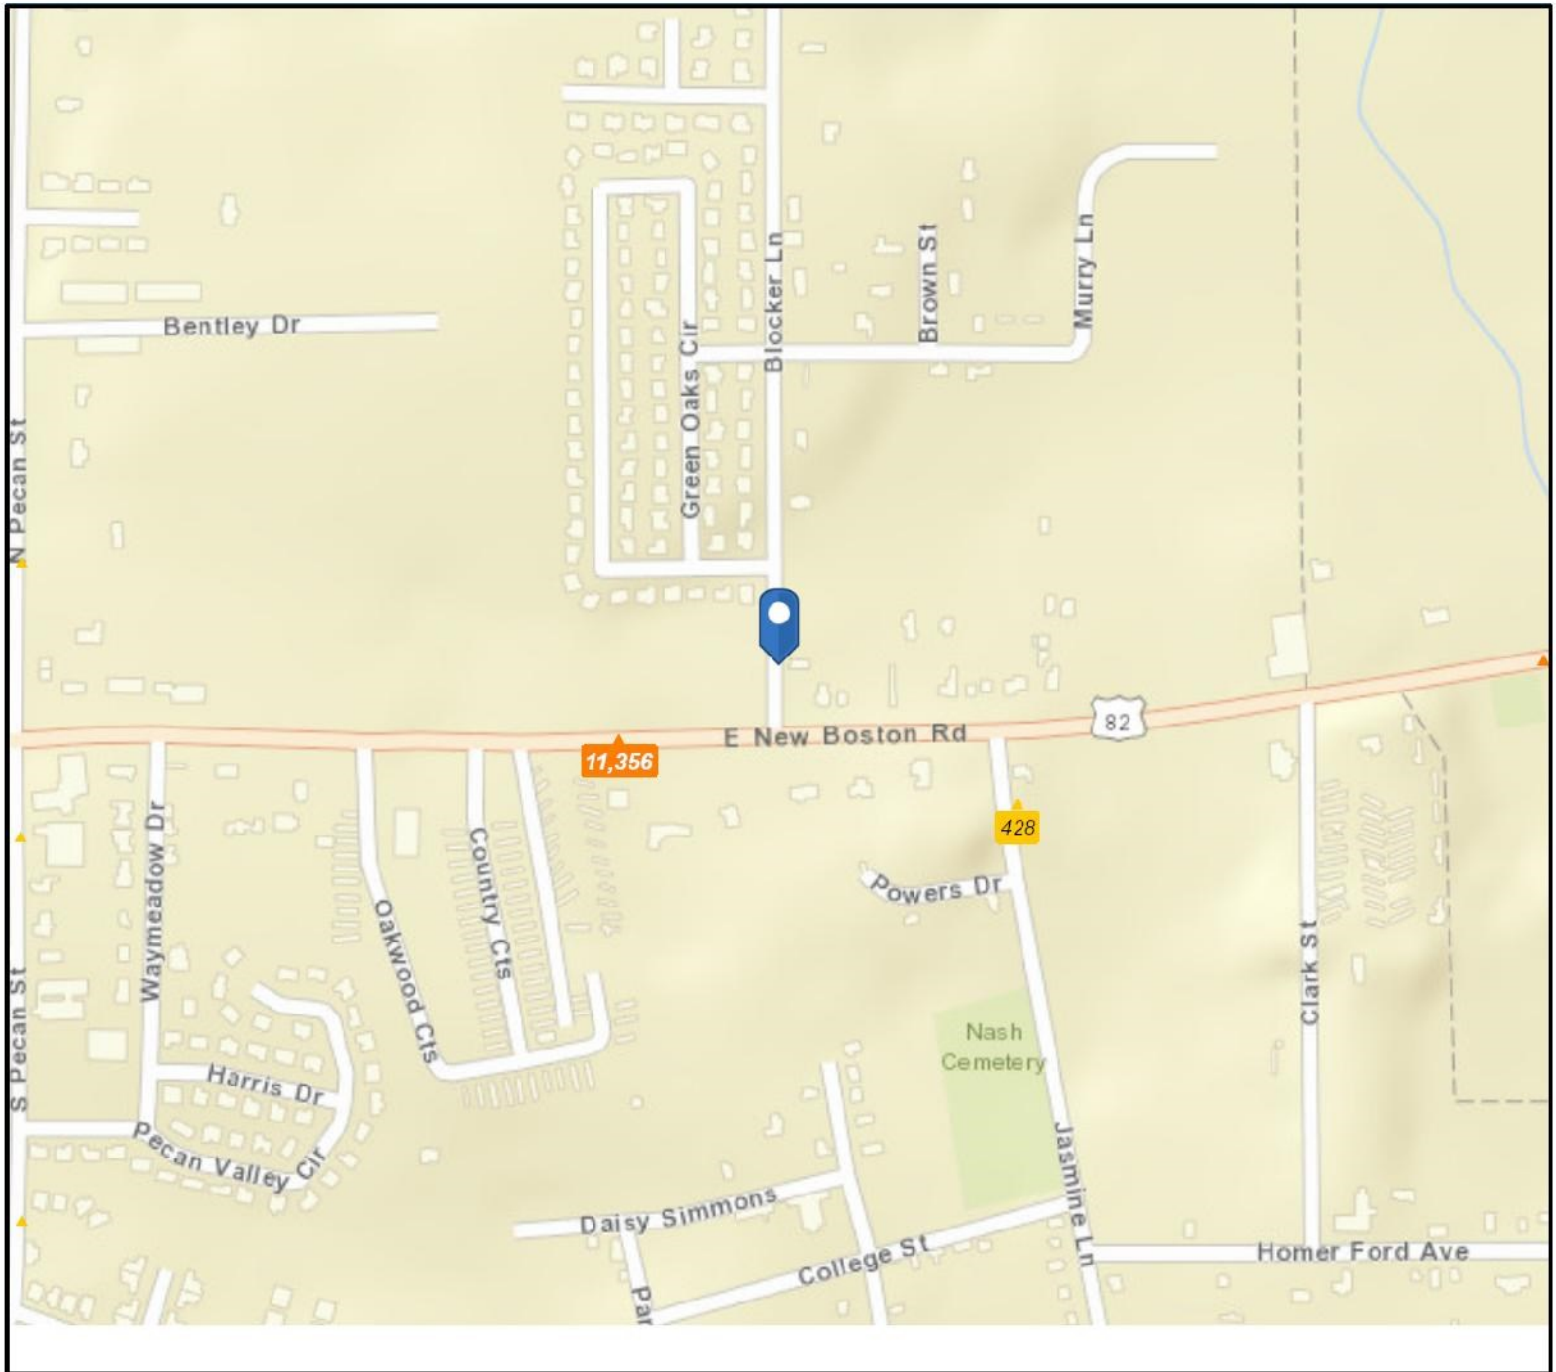 Bentley Dr
Blocker Ln
Brown St
Murry Ln
Green Oaks Cir
N Pecan St
E New Boston Rd
82
11,356
428
Waymeadow Dr
Country Cts
Oakwood Cts
Powers Dr
Clark St
S Pecan St
Nash
Cemetery
Harris Dr
Pecan Valley Cir
Jasmine Ln
Daisy Simmons
College St
Homer Ford Ave
Par